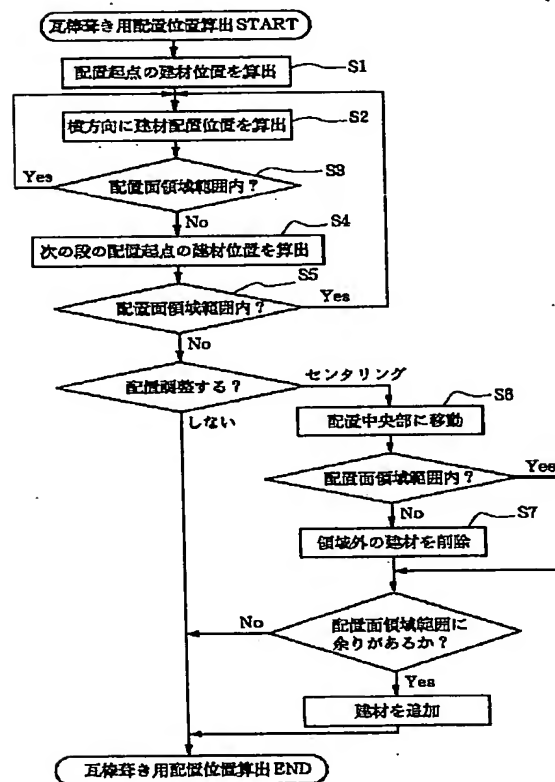 瓦棒葺き用配置位置算出START
配置起点の建材位置を算出
S1
横方向に建材配置位置を算出
S2
配置面領域範囲内？
S3
Yes
No
次の段の配置起点の建材位置を算出
S4
配置面領域範囲内？
S5
Yes
No
配置調整する？
センタリング
しない
配置中央部に移動
S6
配置面領域範囲内？
Yes
No
領域外の建材を削除
S7
配置面領域範囲に
余りがあるか？
No
Yes
建材を追加
瓦棒葺き用配置位置算出END